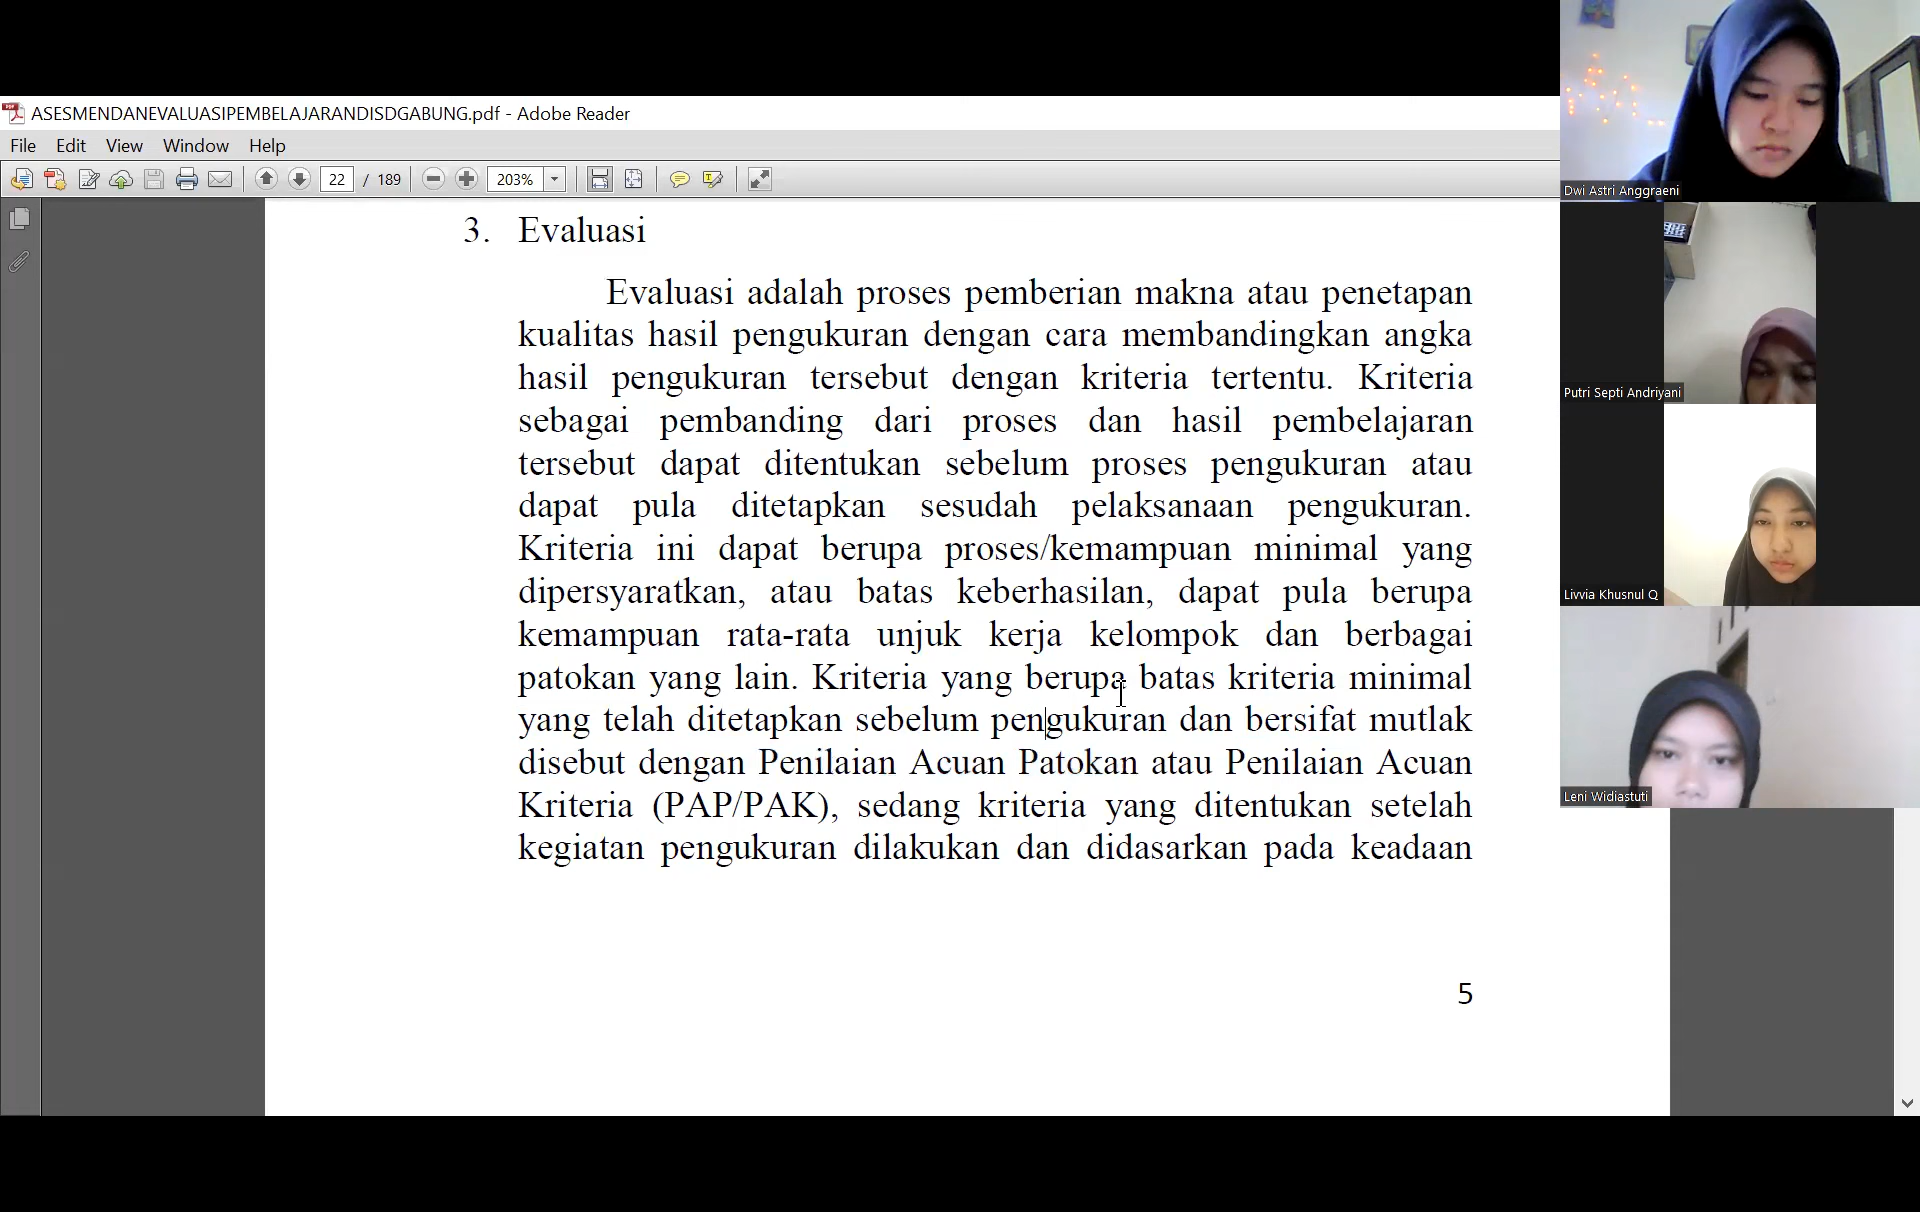 ASESMENDANEVALUASIPEMBELAJARANDISDGABUNG.pdf - Adobe Reader
File Edit View Window Help
22 / 189 203%
3. Evaluasi
Evaluasi adalah proses pemberian makna atau penetapan
kualitas hasil pengukuran dengan cara membandingkan angka
hasil pengukuran tersebut dengan kriteria tertentu. Kriteria
sebagai pembanding dari proses dan hasil pembelajaran
tersebut dapat ditentukan sebelum proses pengukuran atau
dapat pula ditetapkan sesudah pelaksanaan pengukuran.
Kriteria ini dapat berupa proses/kemampuan minimal yang
dipersyaratkan, atau batas keberhasilan, dapat pula berupa
kemampuan rata-rata unjuk kerja kelompok dan berbagai
patokan yang lain. Kriteria yang berupa batas kriteria minimal
yang telah ditetapkan sebelum pengukuran dan bersifat mutlak
disebut dengan Penilaian Acuan Patokan atau Penilaian Acuan
Kriteria (PAP/PAK), sedang kriteria yang ditentukan setelah
kegiatan pengukuran dilakukan dan didasarkan pada keadaan
5
Dwi Astri Anggraeni
Putri Septi Andriyani
Livvia Khusnul Q
Leni Widiastuti